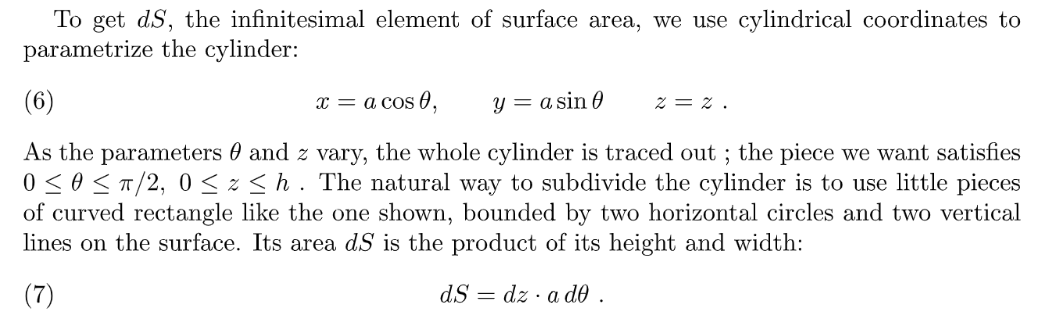 To get dS, the infinitesimal element of surface area, we use cylindrical coordinates to
parametrize the cylinder:
(6) x = a cos θ, y = a sin θ z = z .
As the parameters θ and z vary, the whole cylinder is traced out ; the piece we want satisfies
0 ≤ θ ≤ π/2, 0 ≤ z ≤ h . The natural way to subdivide the cylinder is to use little pieces
of curved rectangle like the one shown, bounded by two horizontal circles and two vertical
lines on the surface. Its area dS is the product of its height and width:
(7) dS = dz · a dθ .